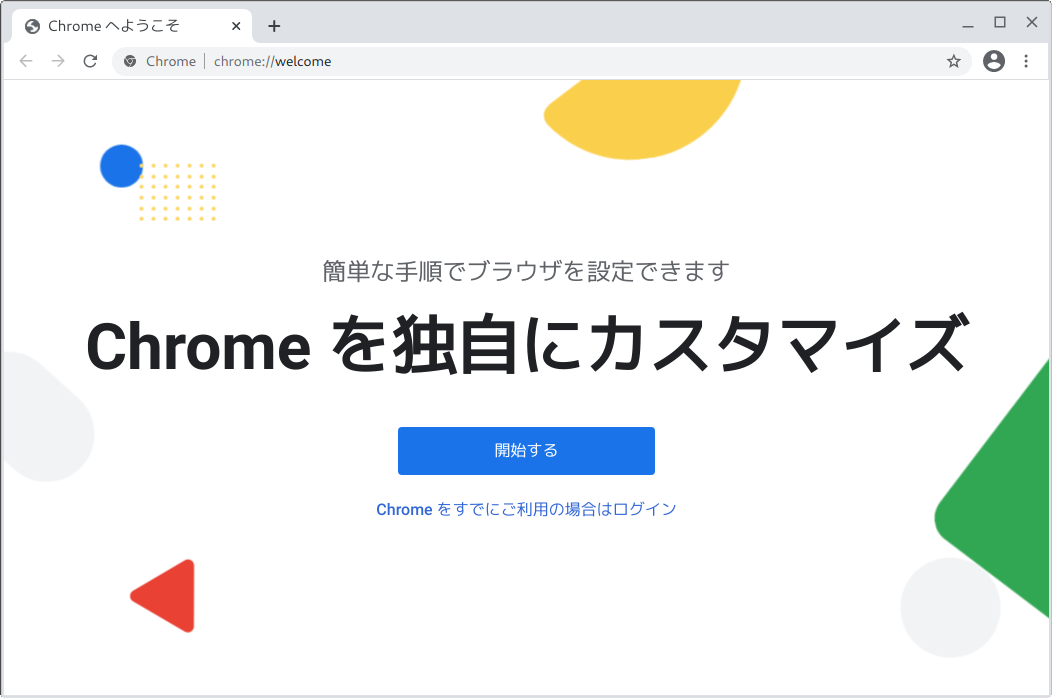 Chrome へようこそ
Chrome | chrome://welcome
簡単な手順でブラウザを設定できます
Chrome を独自にカスタマイズ
開始する
Chrome をすでにご利用の場合はログイン